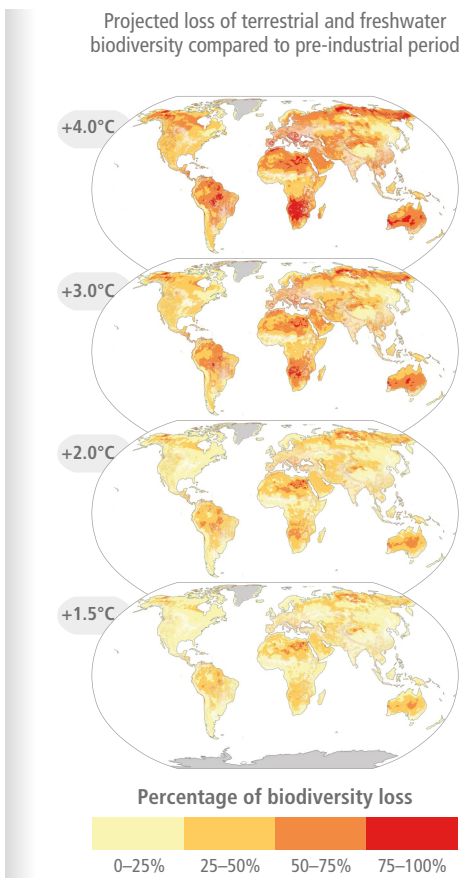 Projected loss of terrestrial and freshwater
biodiversity compared to pre-industrial period
+4.0°C
+3.0°C
+2.0°C
+1.5°C
Percentage of biodiversity loss
0–25% 25–50% 50–75% 75–100%